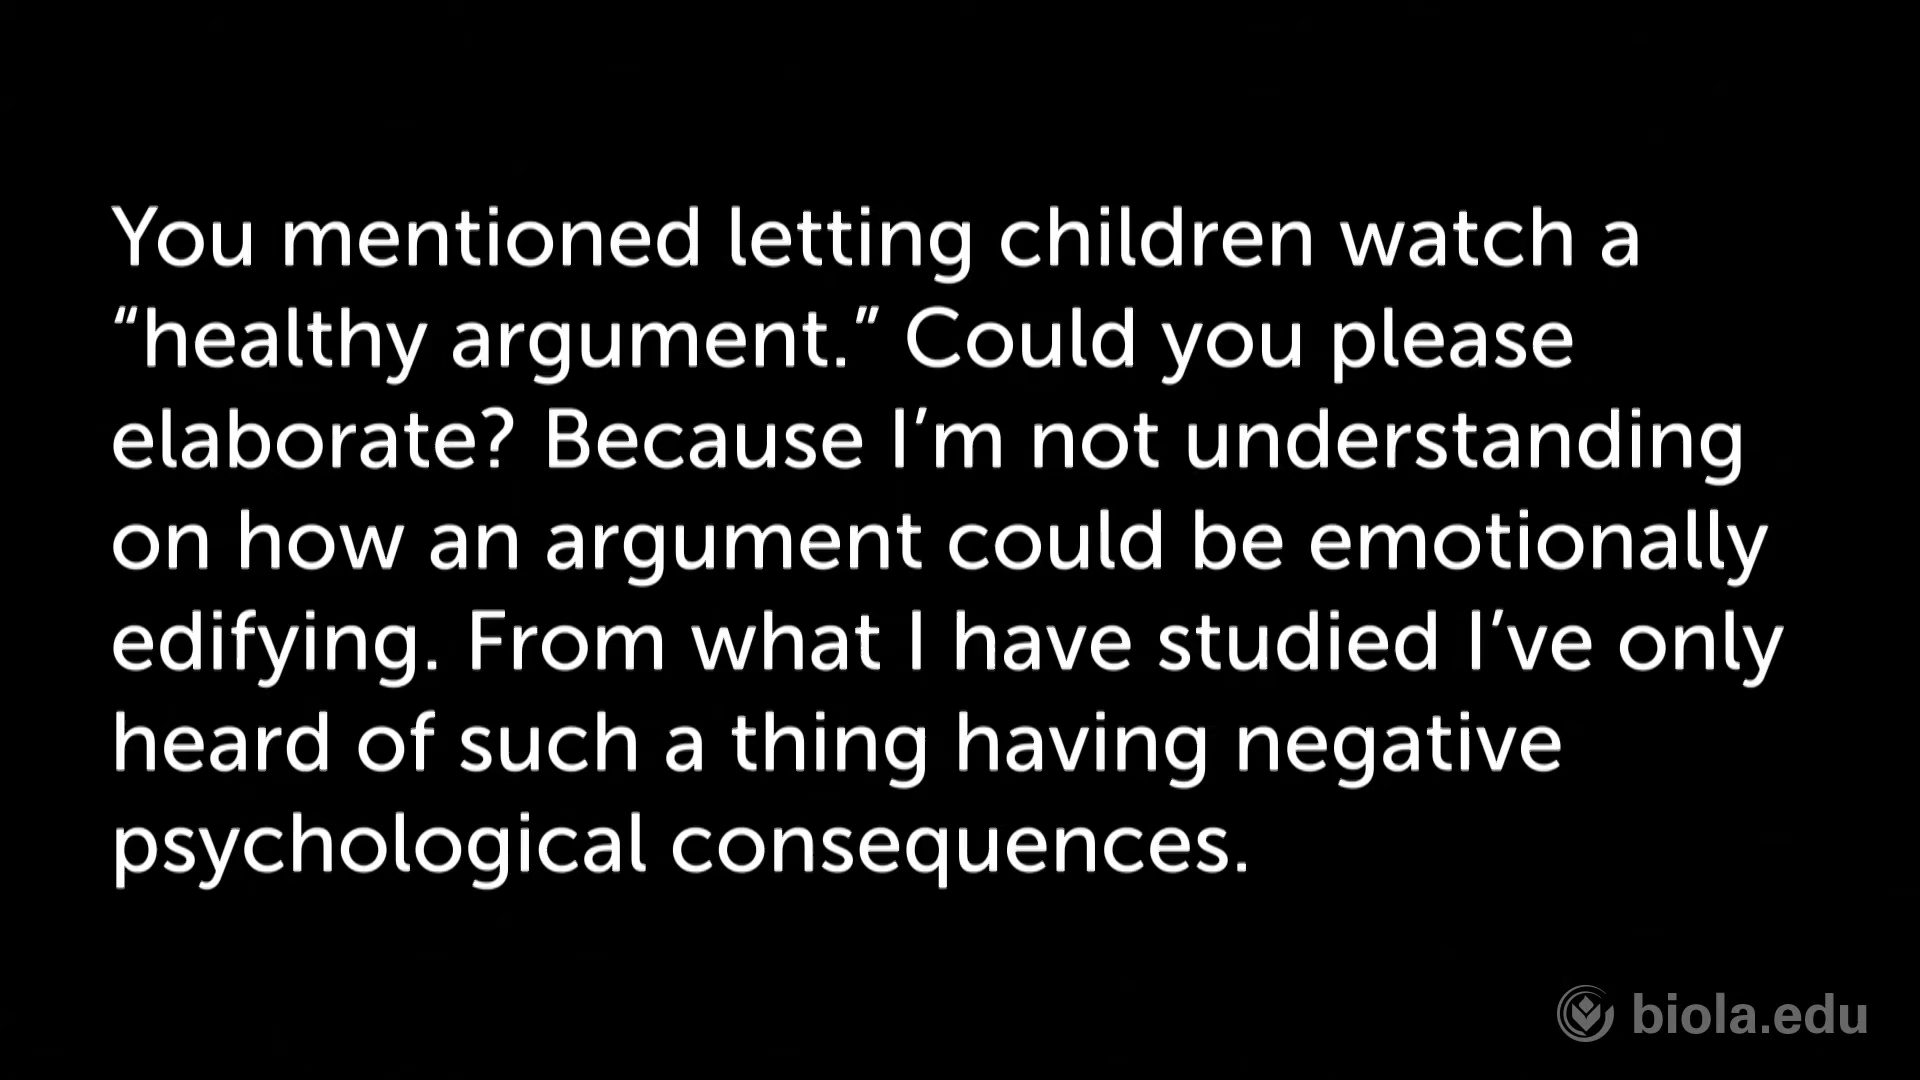 You mentioned letting children watch a
“healthy argument.” Could you please
elaborate? Because I’m not understanding
on how an argument could be emotionally
edifying. From what I have studied I’ve only
heard of such a thing having negative
psychological consequences.
biola.edu